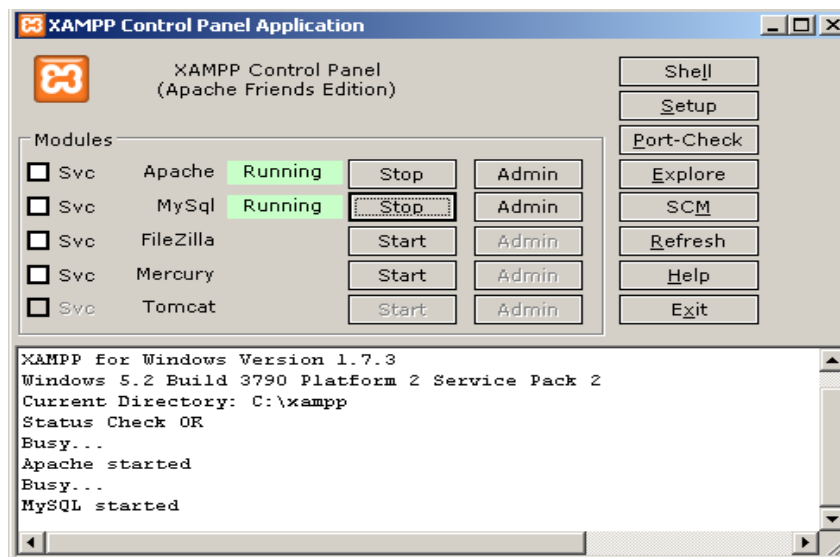 XAMPP Control Panel Application
XAMPP Control Panel
(Apache Friends Edition)
Shell
Setup
Port-Check
Explore
SCM
Refresh
Help
Exit
Modules
Svc Apache Running Stop Admin
Svc MySql Running Stop Admin
Svc FileZilla Start Admin
Svc Mercury Start Admin
Svc Tomcat Start Admin
XAMPP for Windows Version 1.7.3
Windows 5.2 Build 3790 Platform 2 Service Pack 2
Current Directory: C:\xampp
Status Check OK
Busy...
Apache started
Busy...
MySQL started